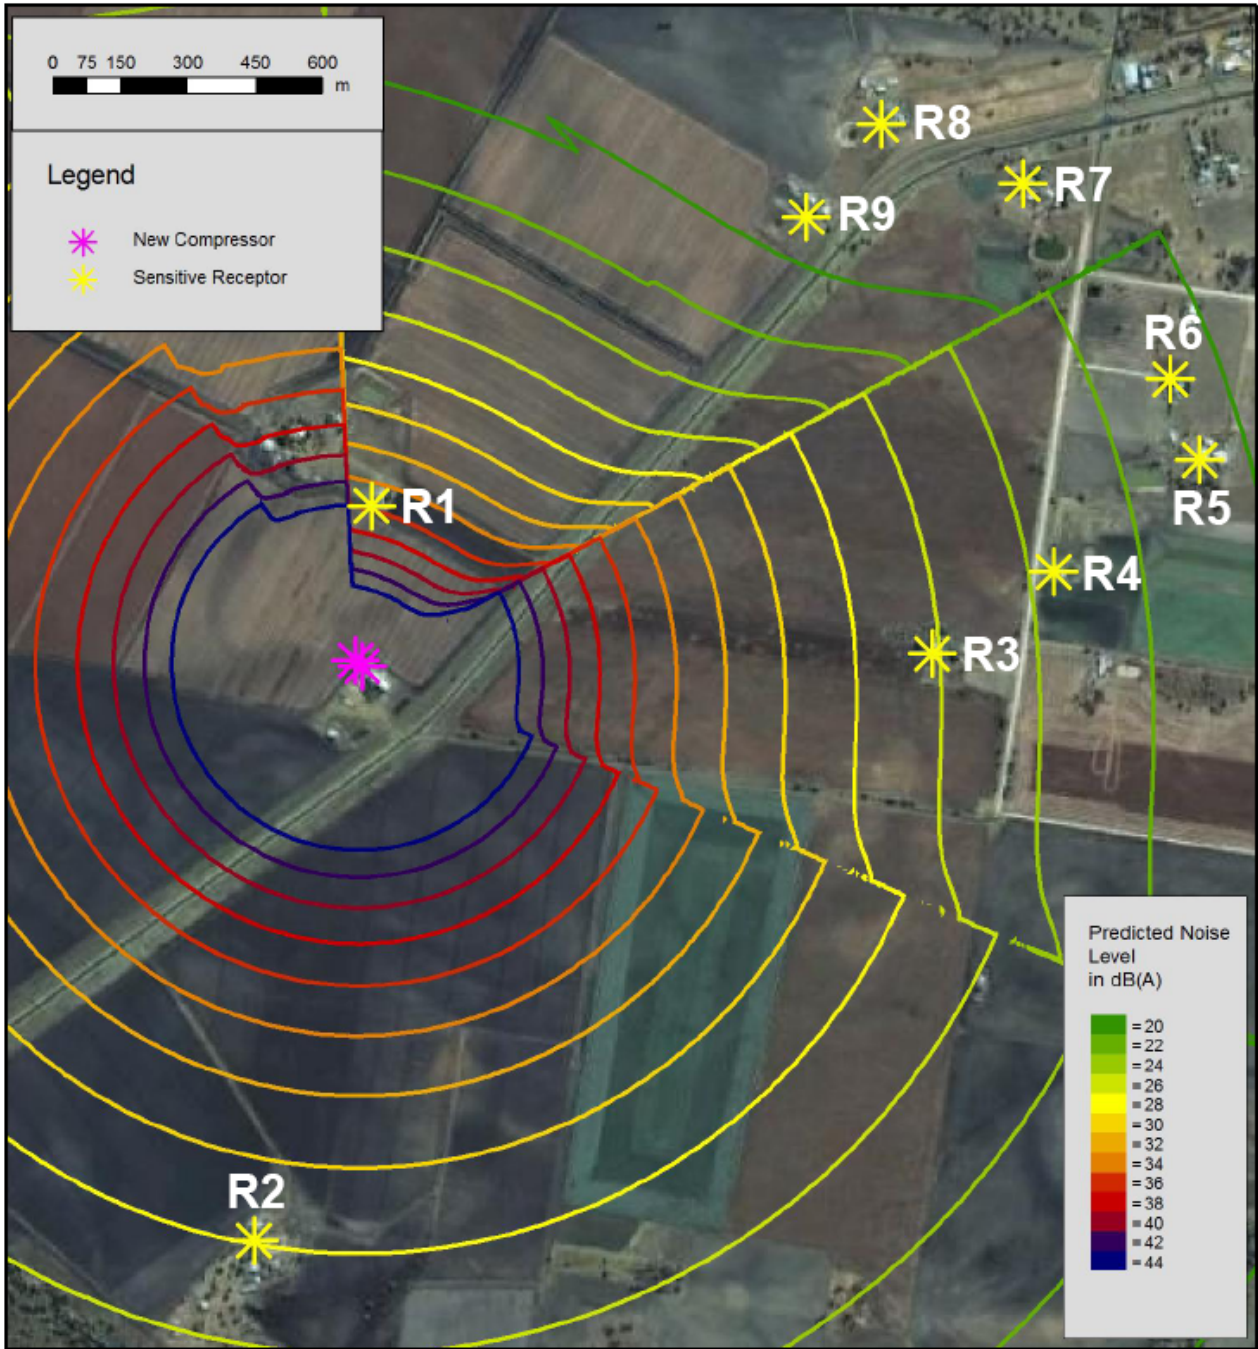 0 75 150 300 450 600
m
Legend
New Compressor
Sensitive Receptor
R8
R7
R9
R6
R5
R1
R4
R3
R2
Predicted Noise
Level
in dB(A)
= 20
= 22
= 24
= 26
= 28
= 30
= 32
= 34
= 36
= 38
= 40
= 42
= 44